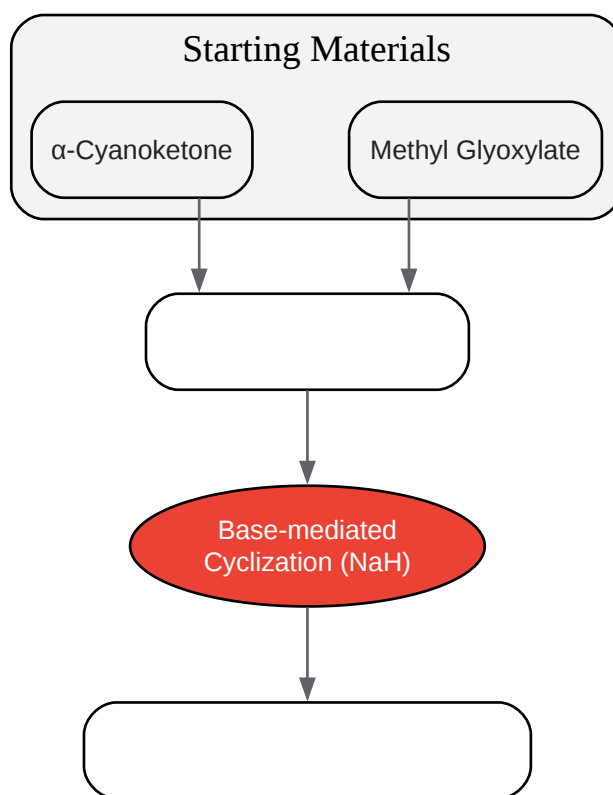 Starting Materials
α-Cyanoketone
Methyl Glyoxylate
Base-mediated
Cyclization (NaH)